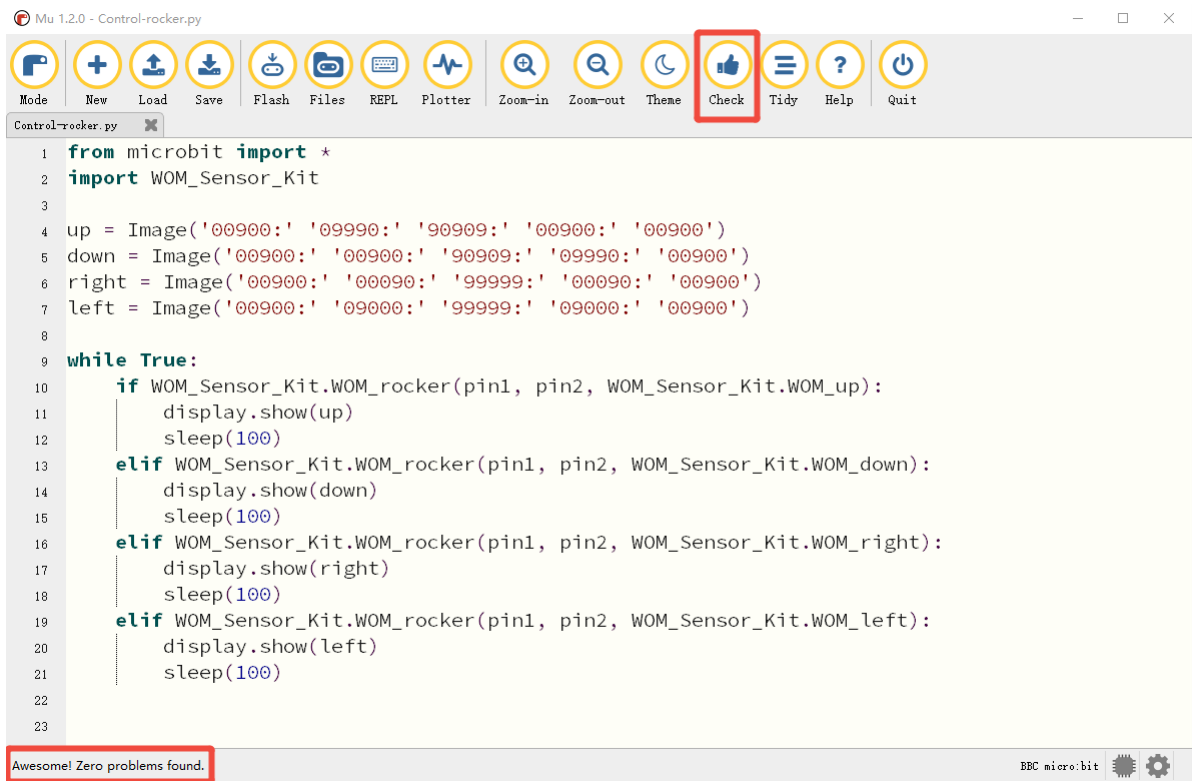 Mu 1.2.0 - Control-rocker.py
Mode New Load Save Flash Files REPL Plotter Zoom-in Zoom-out Theme Check Tidy Help Quit
Control-rocker.py
1 from microbit import *
2 import WOM_Sensor_Kit
3
4 up = Image('00900:' '09990:' '90909:' '00900:' '00900')
5 down = Image('00900:' '00900:' '90909:' '09990:' '00900')
6 right = Image('00900:' '00090:' '99999:' '00090:' '00900')
7 left = Image('00900:' '09000:' '99999:' '09000:' '00900')
8
9 while True:
10     if WOM_Sensor_Kit.WOM_rocker(pin1, pin2, WOM_Sensor_Kit.WOM_up):
11         display.show(up)
12         sleep(100)
13     elif WOM_Sensor_Kit.WOM_rocker(pin1, pin2, WOM_Sensor_Kit.WOM_down):
14         display.show(down)
15         sleep(100)
16     elif WOM_Sensor_Kit.WOM_rocker(pin1, pin2, WOM_Sensor_Kit.WOM_right):
17         display.show(right)
18         sleep(100)
19     elif WOM_Sensor_Kit.WOM_rocker(pin1, pin2, WOM_Sensor_Kit.WOM_left):
20         display.show(left)
21         sleep(100)
22
23
Awesome! Zero problems found. BBC micro:bit